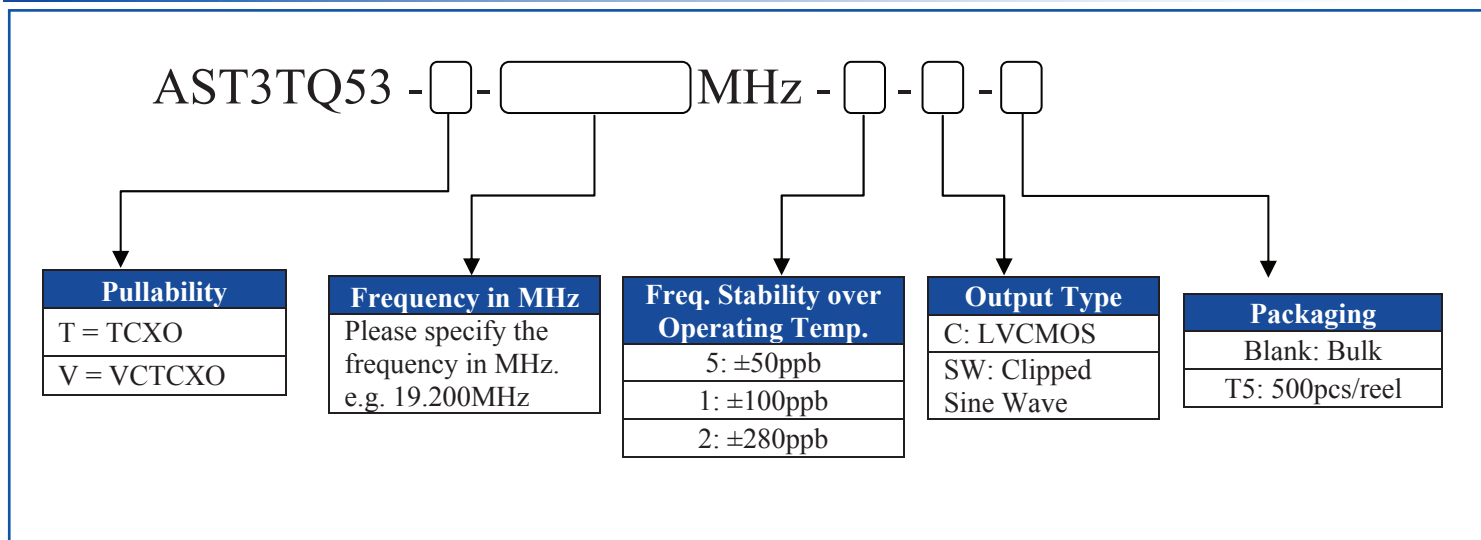 AST3TQ53 - - MHz - - -
Pullability
T = TCXO
V = VCTCXO
Frequency in MHz
Please specify the
frequency in MHz.
e.g. 19.200MHz
Freq. Stability over
Operating Temp.
5: ±50ppb
1: ±100ppb
2: ±280ppb
Output Type
C: LVCMOS
SW: Clipped
Sine Wave
Packaging
Blank: Bulk
T5: 500pcs/reel